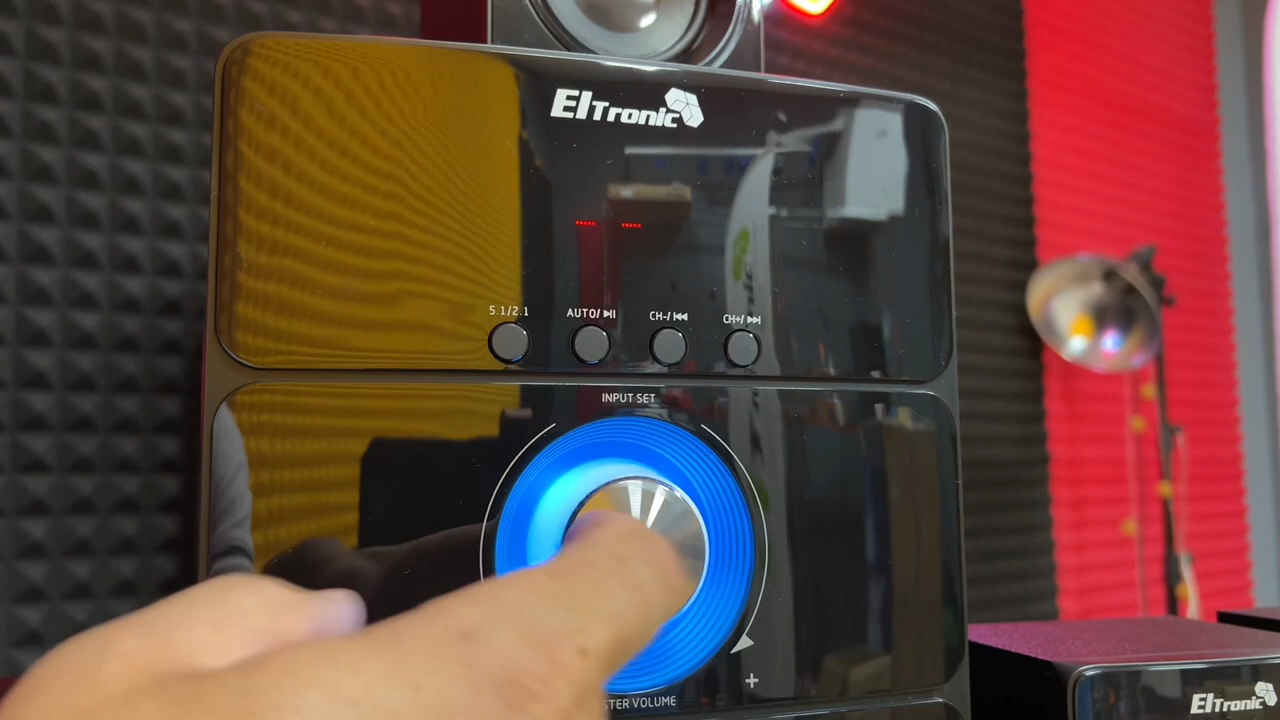 ElTronic
5.1/2.1
AUTO/ ⏯
CH-/ ⏮
CH+/ ⏭
INPUT SET
+
STER VOLUME
ElTronic